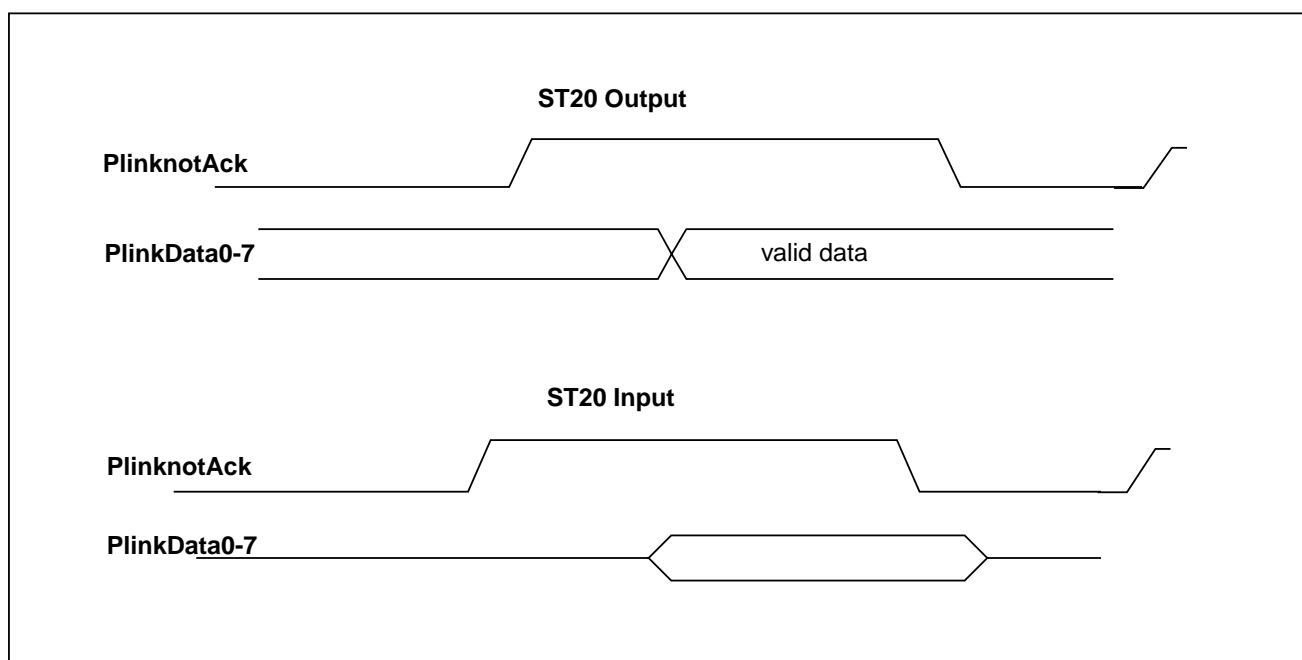 ST20 Output
PlinknotAck
PlinkData0-7
valid data
ST20 Input
PlinknotAck
PlinkData0-7